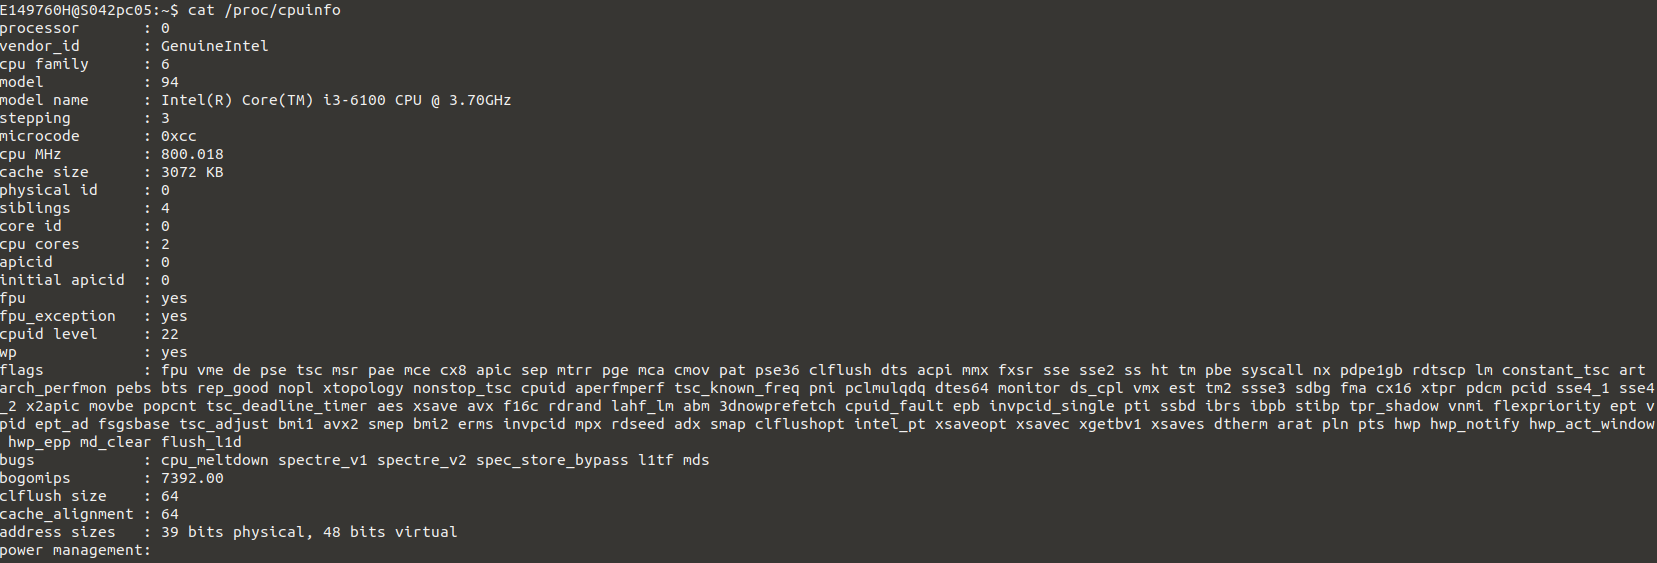 E149760H@S042pc05:~$ cat /proc/cpuinfo
processor       : 0
vendor_id       : GenuineIntel
cpu family      : 6
model           : 94
model name      : Intel(R) Core(TM) i3-6100 CPU @ 3.70GHz
stepping        : 3
microcode       : 0xcc
cpu MHz         : 800.018
cache size      : 3072 KB
physical id     : 0
siblings        : 4
core id         : 0
cpu cores       : 2
apicid          : 0
initial apicid  : 0
fpu             : yes
fpu_exception   : yes
cpuid level     : 22
wp              : yes
flags           : fpu vme de pse tsc msr pae mce cx8 apic sep mtrr pge mca cmov pat pse36 clflush dts acpi mmx fxsr sse sse2 ss ht tm pbe syscall nx pdpe1gb rdtscp lm constant_tsc art
arch_perfmon pebs bts rep_good nopl xtopology nonstop_tsc cpuid aperfmperf tsc_known_freq pni pclmulqdq dtes64 monitor ds_cpl vmx est tm2 ssse3 sdbg fma cx16 xtpr pdcm pcid sse4_1 sse4
_2 x2apic movbe popcnt tsc_deadline_timer aes xsave avx f16c rdrand lahf_lm abm 3dnowprefetch cpuid_fault epb invpcid_single pti ssbd ibrs ibpb stibp tpr_shadow vnmi flexpriority ept v
pid ept_ad fsgsbase tsc_adjust bmi1 avx2 smep bmi2 erms invpcid mpx rdseed adx smap clflushopt intel_pt xsaveopt xsavec xgetbv1 xsaves dtherm arat pln pts hwp hwp_notify hwp_act_window
 hwp_epp md_clear flush_l1d
bugs            : cpu_meltdown spectre_v1 spectre_v2 spec_store_bypass l1tf mds
bogomips        : 7392.00
clflush size    : 64
cache_alignment : 64
address sizes   : 39 bits physical, 48 bits virtual
power management: